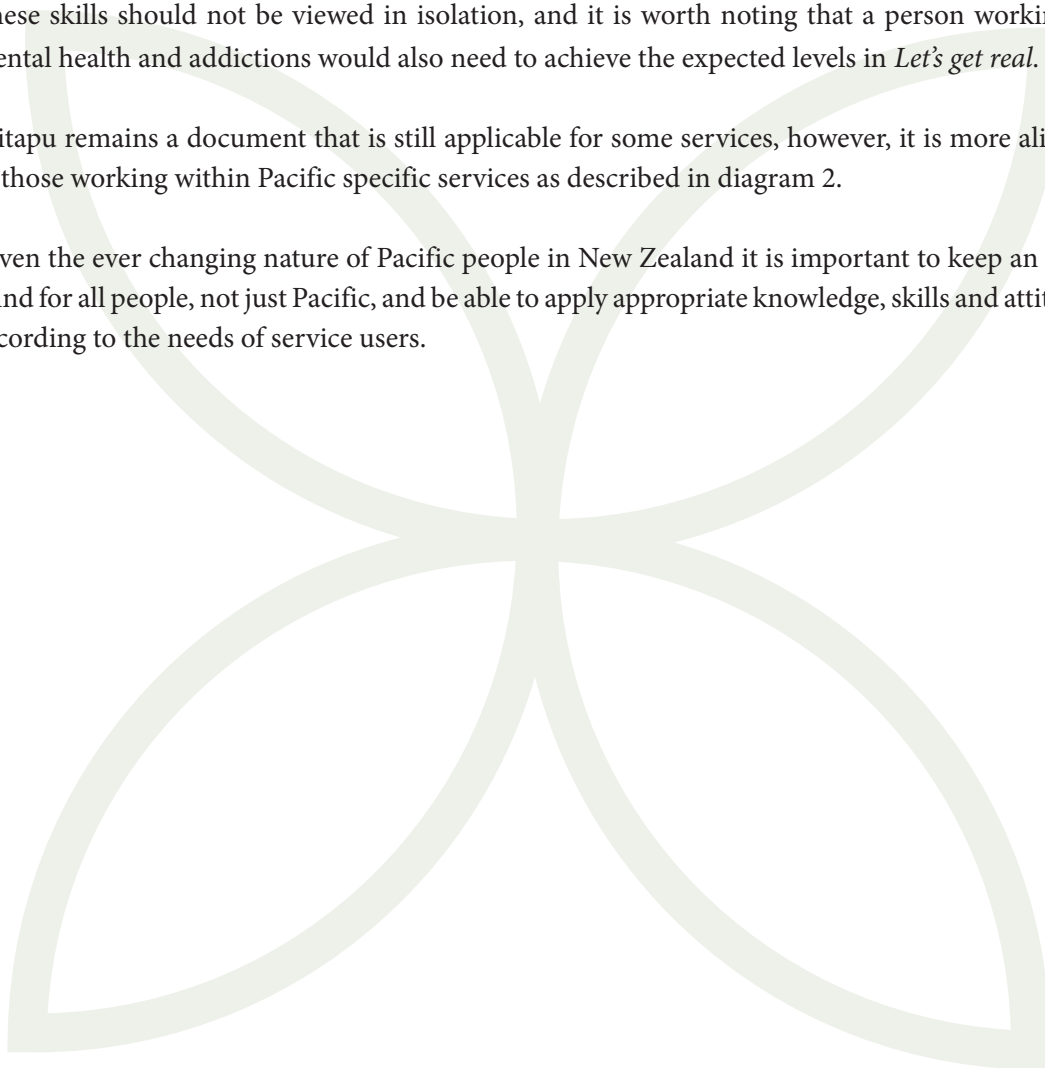 hese skills should not be viewed in isolation, and it is worth noting that a person workin
ental health and addictions would also need to achieve the expected levels in Let's get real.
itapu remains a document that is still applicable for some services, however, it is more ali
those working within Pacific specific services as described in diagram 2.
ven the ever changing nature of Pacific people in New Zealand it is important to keep an
ind for all people, not just Pacific, and be able to apply appropriate knowledge, skills and attit
cording to the needs of service users.